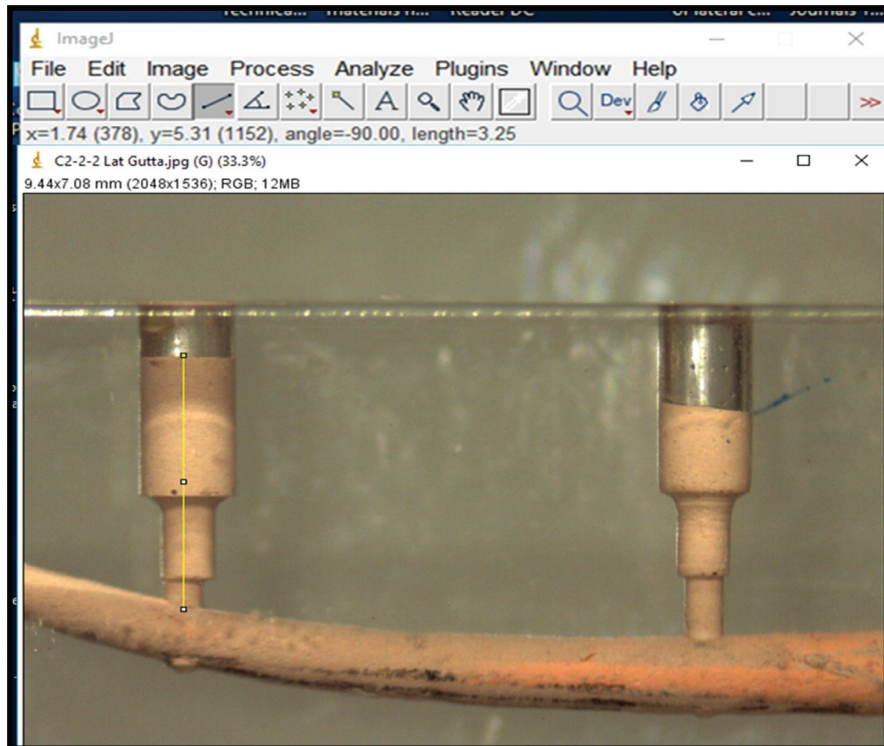 ImageJ
File Edit Image Process Analyze Plugins Window Help
A Dev >>
x=1.74 (378), y=5.31 (1152), angle=-90.00, length=3.25
C2-2-2 Lat Gutta.jpg (G) (33.3%)
9.44x7.08 mm (2048x1536); RGB; 12MB